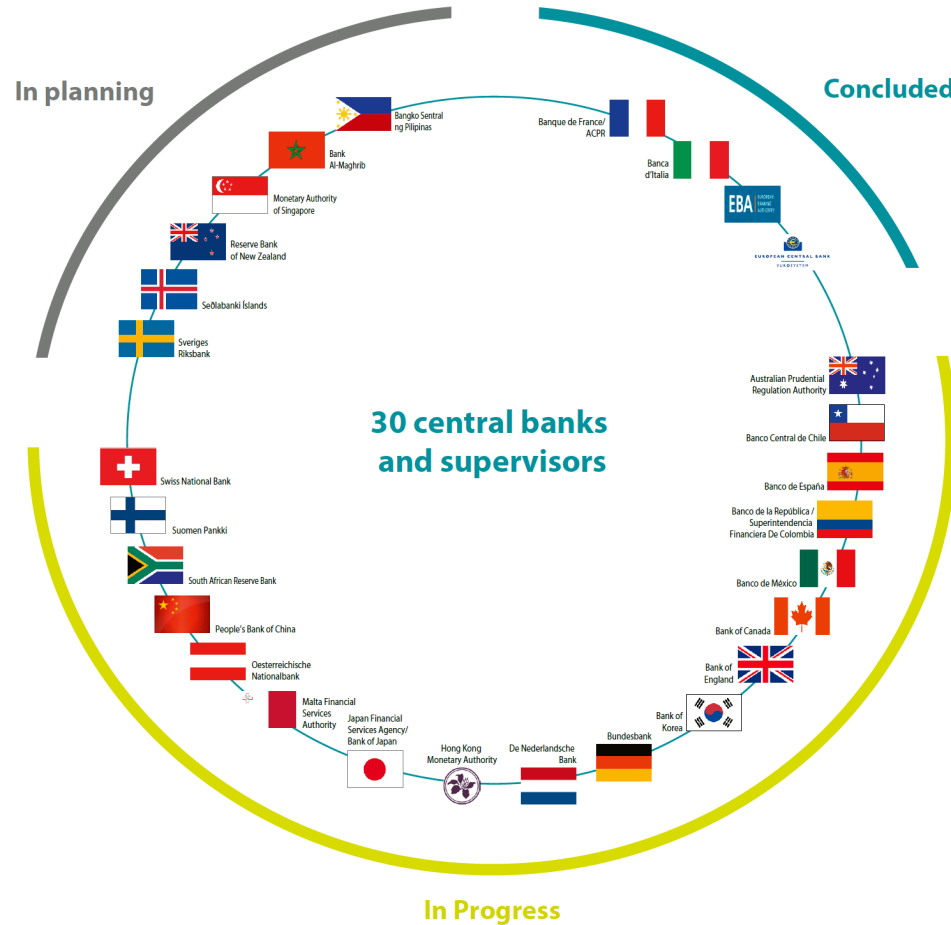 In planning
Concluded
Bangko Sentral
ng Pilipinas
Banque de France/
ACPR
Bank
Al-Maghrib
Banca
d'Italia
Monetary Authority
of Singapore
EBA
EUROPEAN
BANKING
AUTHORITY
Reserve Bank
of New Zealand
EUROPEAN CENTRAL BANK
EUROSYSTEM
Seðlabanki Íslands
Sveriges
Riksbank
Australian Prudential
Regulation Authority
30 central banks
and supervisors
Banco Central de Chile
Swiss National Bank
Banco de España
Suomen Pankki
Banco de la República /
Superintendencia
Financiera De Colombia
South African Reserve Bank
Banco de México
People's Bank of China
Bank of Canada
Oesterreichische
Nationalbank
Bank of
England
Malta Financial
Services
Authority
Bank of
Korea
Japan Financial
Services Agency/
Bank of Japan
Hong Kong
Monetary Authority
De Nederlandsche
Bank
Bundesbank
In Progress